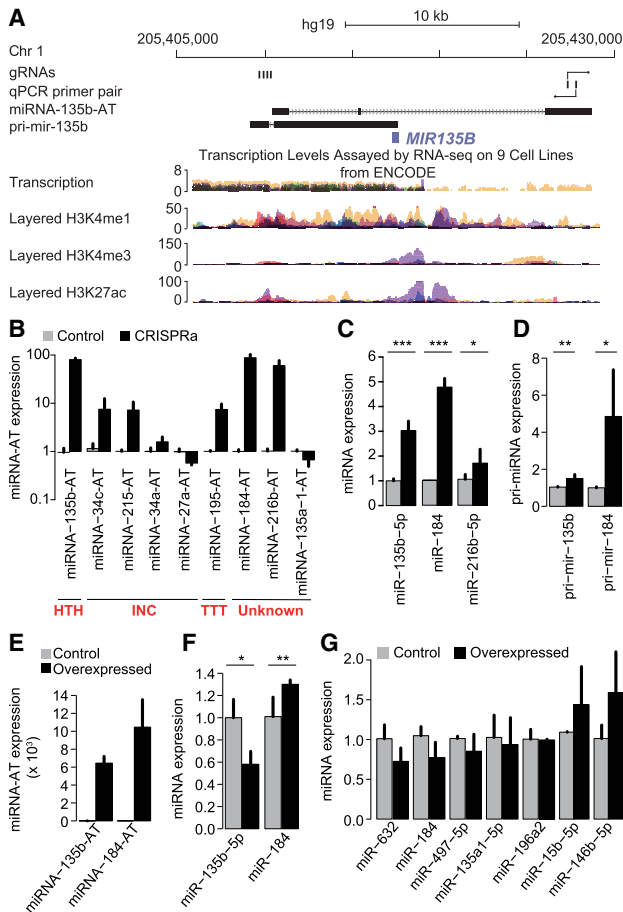 A
hg19
10 kb
205,405,000
205,430,000
Chr 1
gRNAs
qPCR primer pair
miRNA-135b-AT
pri-mir-135b
MIR135B
Transcription Levels Assayed by RNA-seq on 9 Cell Lines
from ENCODE
Transcription
8
0
Layered H3K4me1
50
0
Layered H3K4me3
150
0
Layered H3K27ac
100
0
B
Control
CRISPRa
miRNA-AT expression
100
10
1
0.1
miRNA−135b-AT
miRNA−34c-AT
miRNA−215-AT
miRNA−34a-AT
miRNA−27a-AT
miRNA−195-AT
miRNA−184-AT
miRNA−216b-AT
miRNA−135a−1-AT
HTH
INC
TTT
Unknown
C
miRNA expression
6
5
4
3
2
1
0
***
***
*
miR−135b−5p
miR−184
miR−216b−5p
D
pri-miRNA expression
8
6
4
2
0
**
*
pri−mir−135b
pri−mir−184
E
Control
Overexpressed
miRNA-AT expression
(x 10³)
14
12
10
8
6
4
2
0
miRNA−135b-AT
miRNA−184-AT
F
miRNA expression
1.4
1.2
1.0
0.8
0.6
0.4
0.2
0.0
*
**
miR−135b−5p
miR−184
G
Control
Overexpressed
miRNA expression
2.0
1.5
1.0
0.5
0.0
miR−632
miR−184
miR−497−5p
miR−135a1−5p
miR−196a2
miR−15b−5p
miR−146b−5p